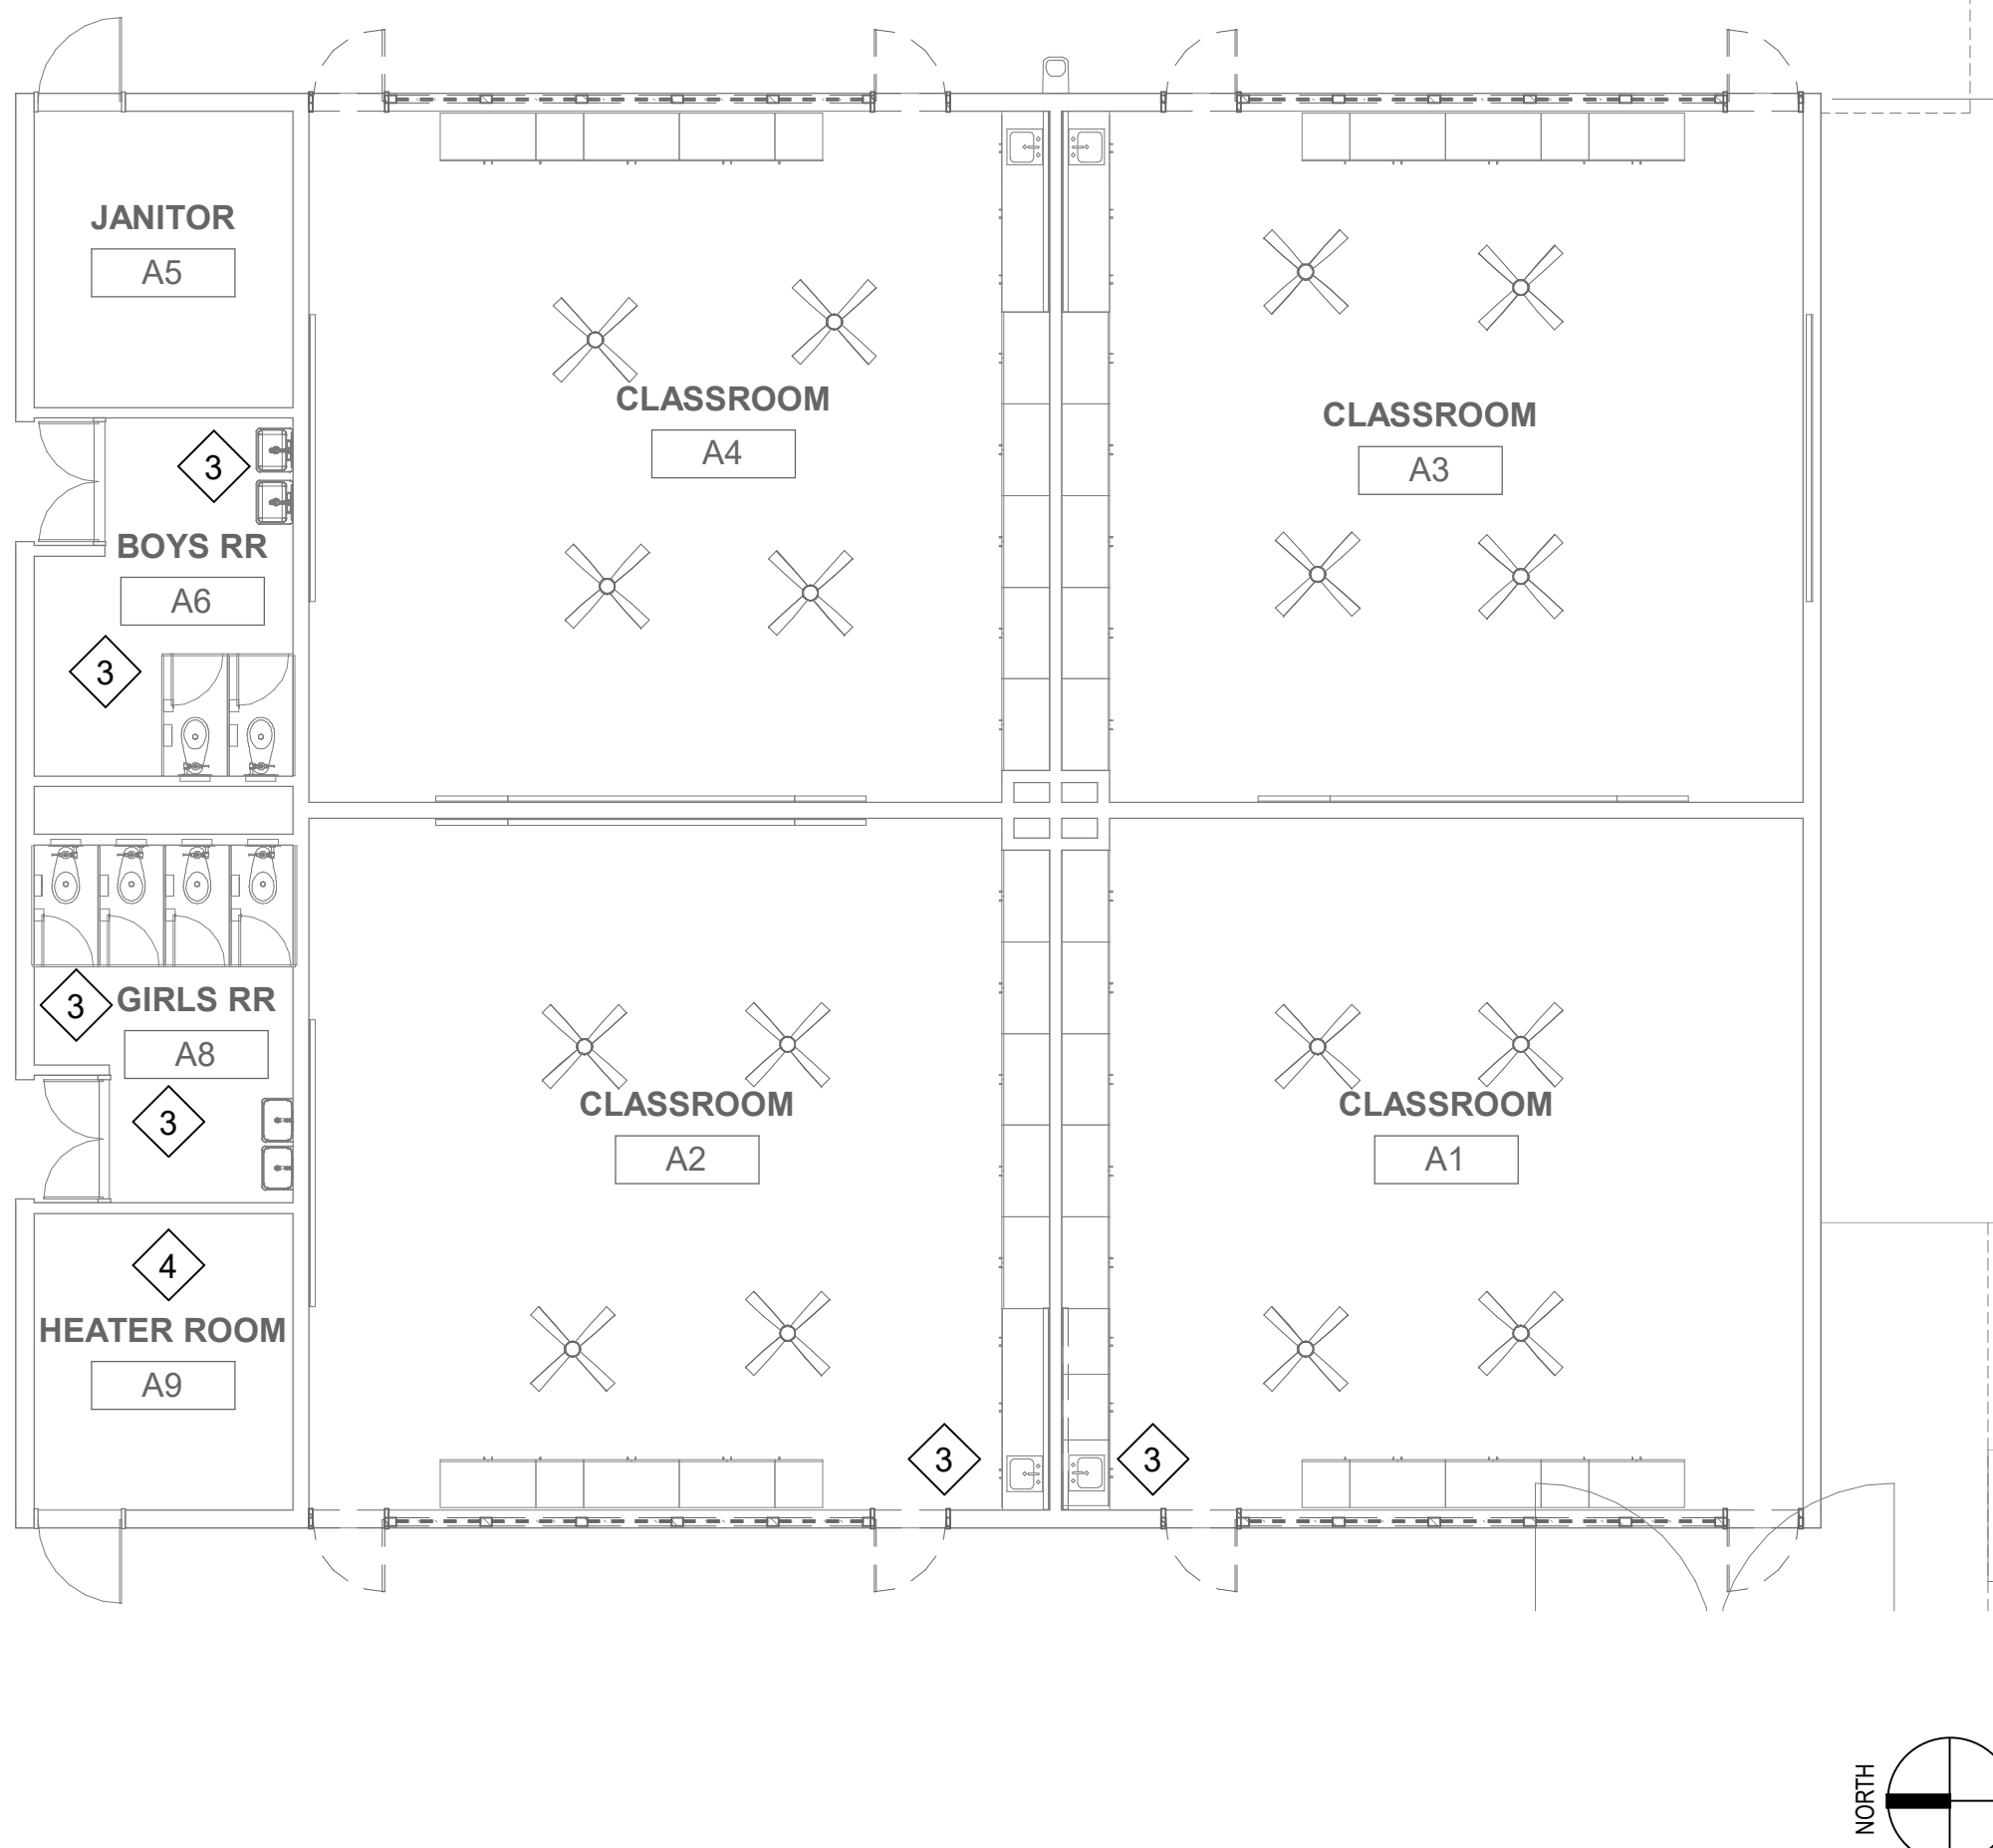 JANITOR
A5
CLASSROOM
A4
CLASSROOM
A3
3
BOYS RR
A6
3
3
GIRLS RR
A8
3
CLASSROOM
A2
CLASSROOM
A1
4
HEATER ROOM
A9
3
3
NORTH